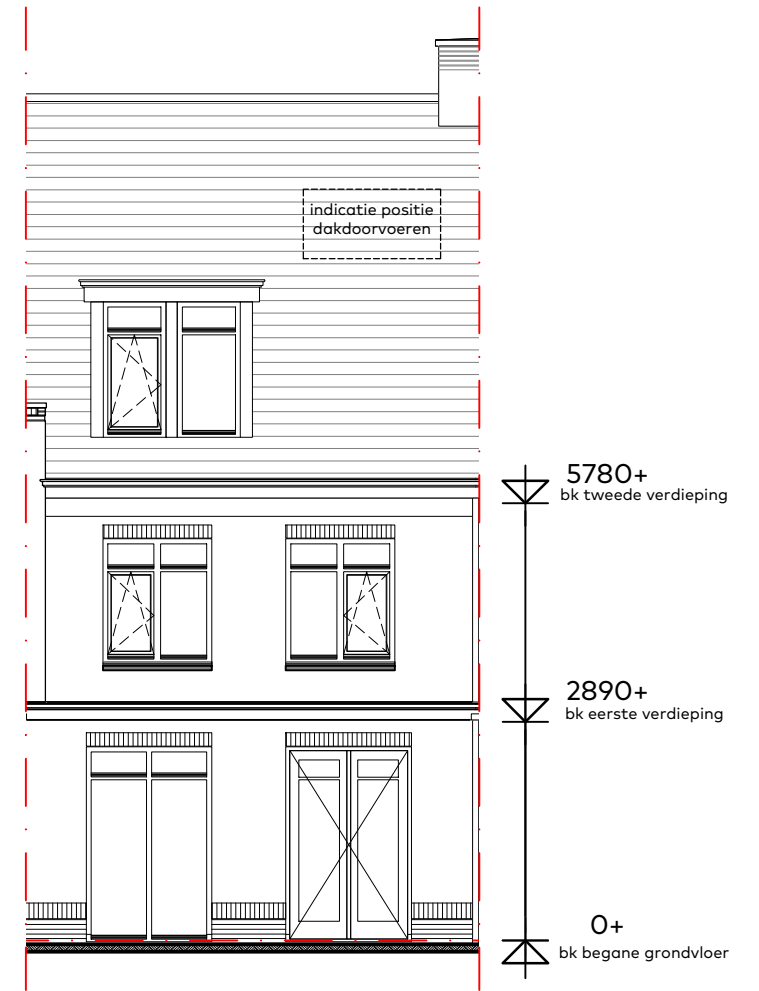 indicatie positie
dakdoorvoeren
5780+
bk tweede verdieping
2890+
bk eerste verdieping
0+
bk begane grondvloer